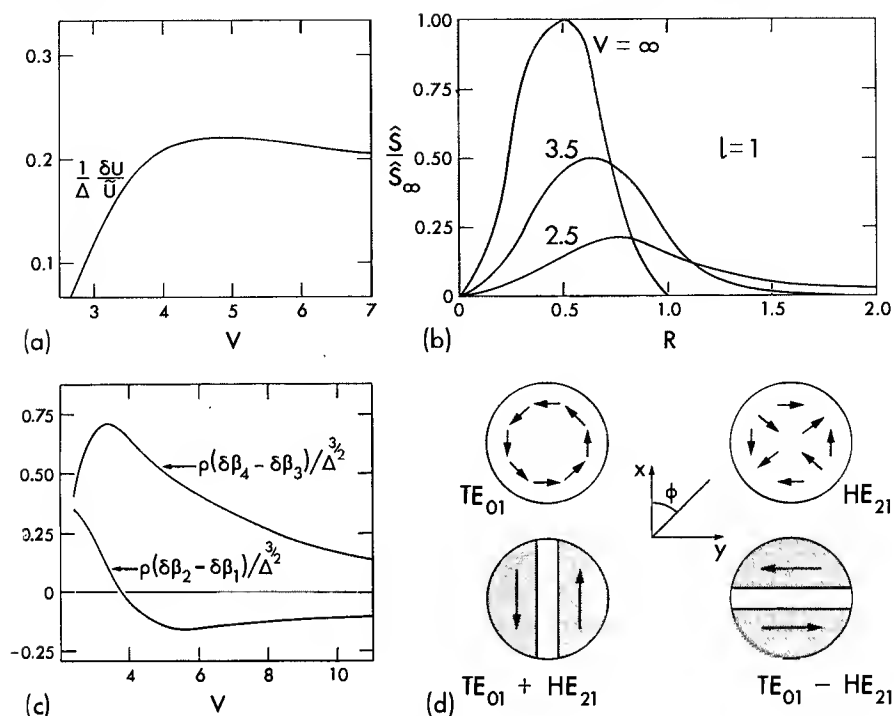 0.3
0.2
0.1
1/Δ δU/Ũ
3 4 5 6 7
V
(a)
1.00
0.75
0.50
0.25
0
Ŝ/Ŝ∞
V = ∞
3.5
2.5
l=1
0 0.5 1.0 1.5 2.0
R
(b)
0.75
0.50
0.25
0
-0.25
ρ(δβ₄ - δβ₃)/Δ^3/2
ρ(δβ₂ - δβ₁)/Δ^3/2
4 6 8 10
V
(c)
TE₀₁
x
ϕ
y
HE₂₁
TE₀₁ + HE₂₁
TE₀₁ - HE₂₁
(d)